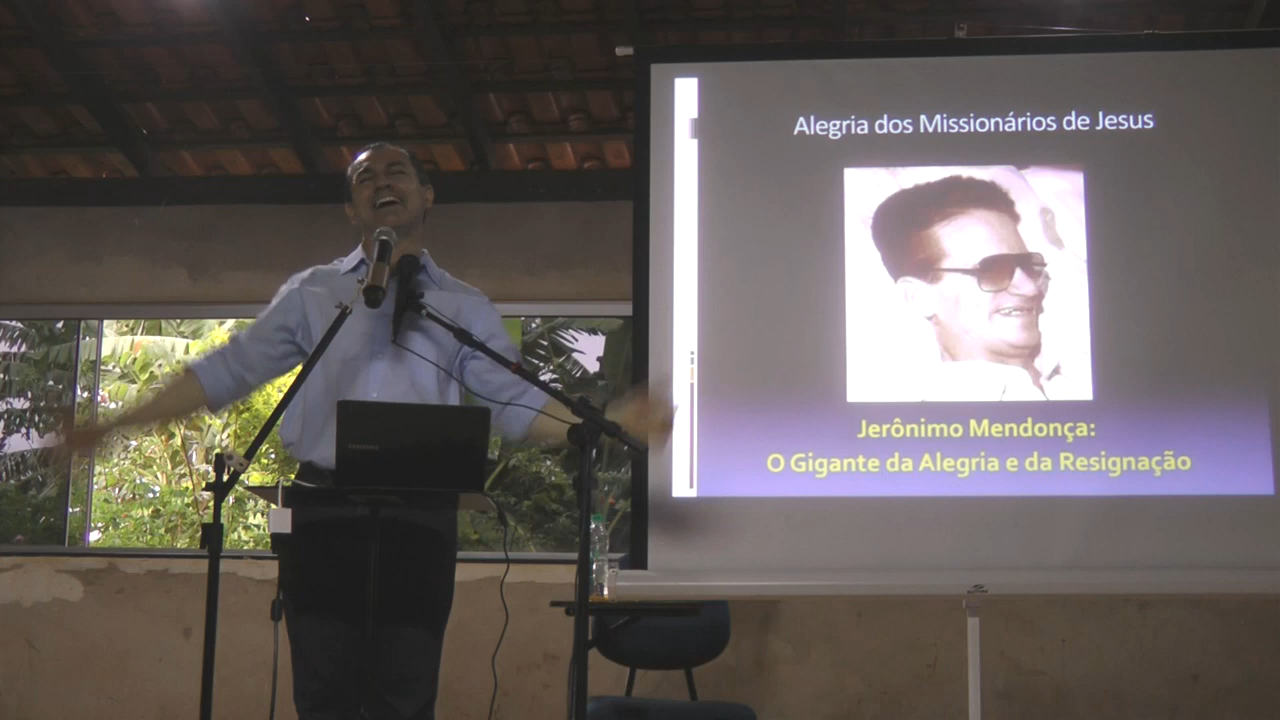 Alegria dos Missionários de Jesus
Jerônimo Mendonça:
O Gigante da Alegria e da Resignação